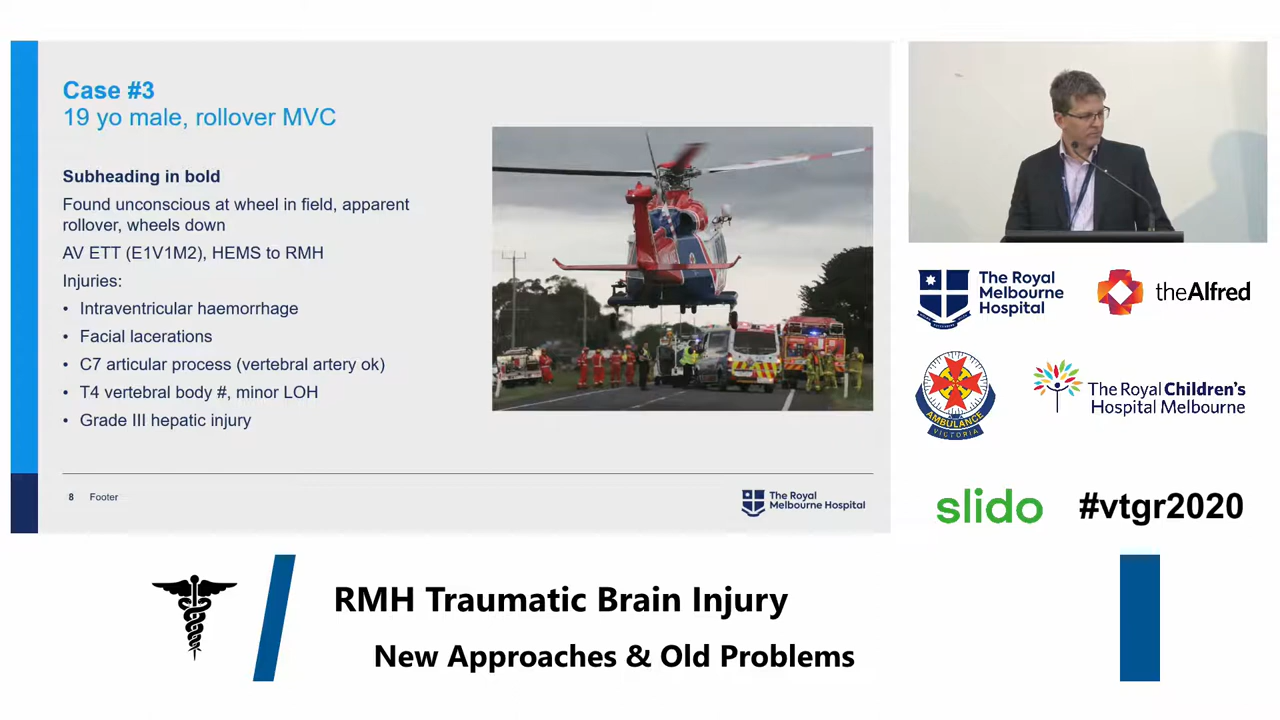 Case #3
19 yo male, rollover MVC
Subheading in bold
Found unconscious at wheel in field, apparent
rollover, wheels down
AV ETT (E1V1M2), HEMS to RMH
Injuries:
• Intraventricular haemorrhage
• Facial lacerations
• C7 articular process (vertebral artery ok)
• T4 vertebral body #, minor LOH
• Grade III hepatic injury
8 Footer
The Royal
Melbourne Hospital
The Royal
Melbourne
Hospital
theAlfred
AMBULANCE
VICTORIA
The Royal Children's
Hospital Melbourne
slido
#vtgr2020
RMH Traumatic Brain Injury
New Approaches & Old Problems